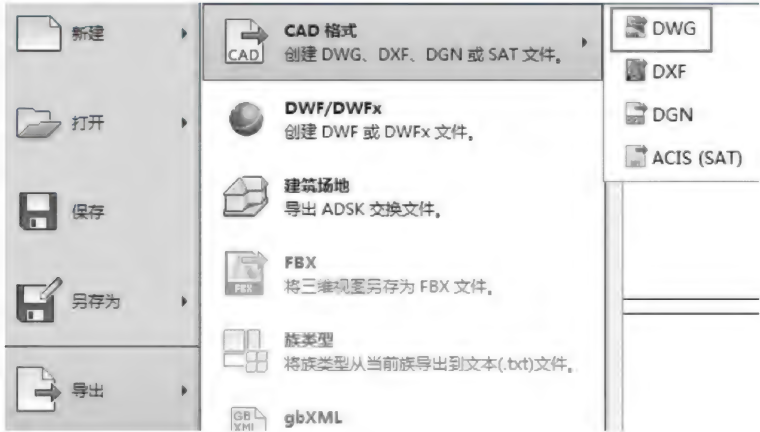 新建
打开
保存
另存为
导出
CAD
CAD 格式
创建 DWG、DXF、DGN 或 SAT 文件。
DWF/DWFx
创建 DWF 或 DWFx 文件。
建筑场地
导出 ADSK 交换文件。
FBX
FBX
将三维视图另存为 FBX 文件。
族类型
将族类型从当前族导出到文本(.txt)文件。
GB
XML
gbXML
DWG
DXF
DGN
ACIS (SAT)